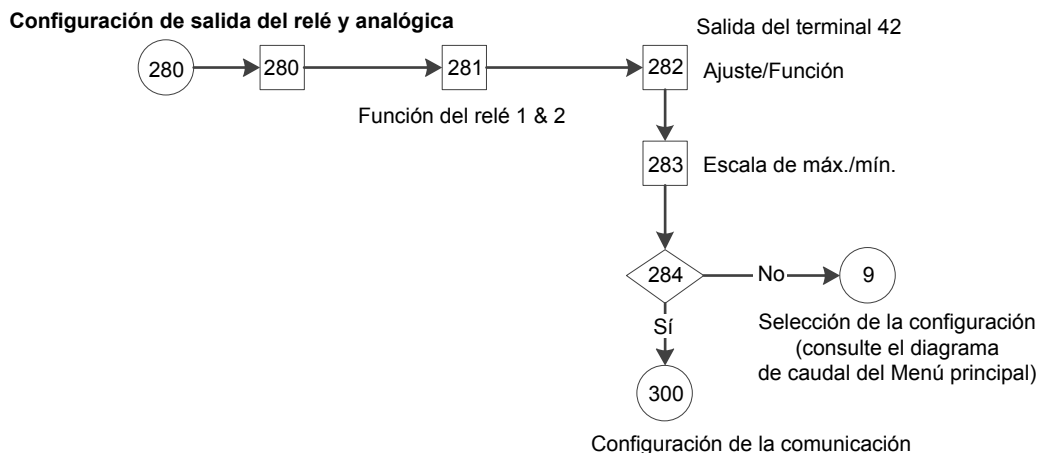 Configuración de salida del relé y analógica
Salida del terminal 42
280
280
281
282
Ajuste/Función
Función del relé 1 & 2
283
Escala de máx./mín.
284
No
9
Sí
Selección de la configuración
(consulte el diagrama
de caudal del Menú principal)
300
Configuración de la comunicación